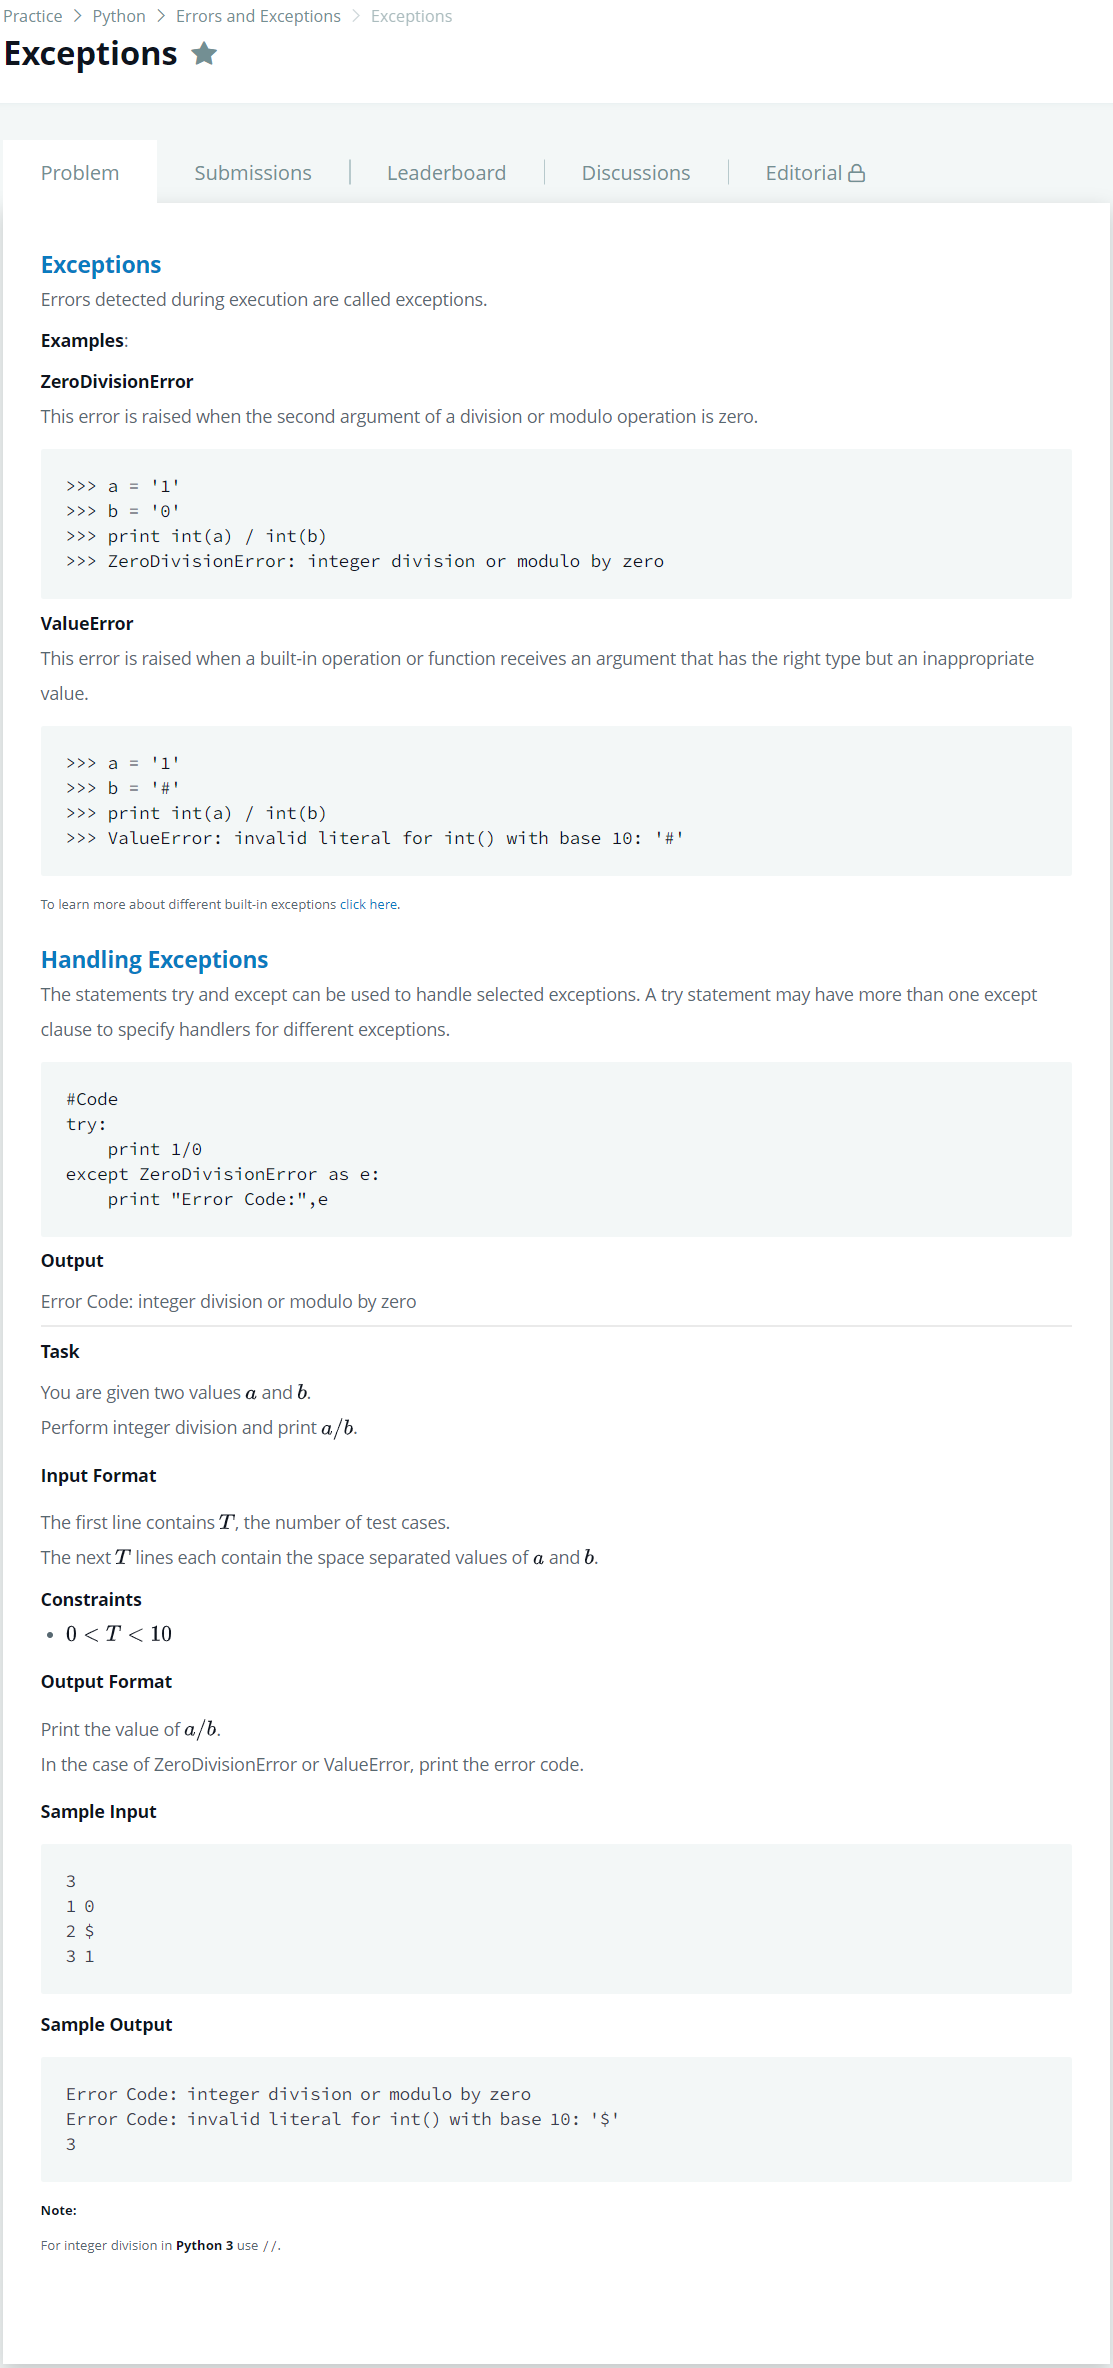 Practice > Python > Errors and Exceptions > Exceptions
Exceptions
Problem
Submissions
Leaderboard
Discussions
Editorial
Exceptions
Errors detected during execution are called exceptions.
Examples:
ZeroDivisionError
This error is raised when the second argument of a division or modulo operation is zero.
>>> a = '1'
>>> b = '0'
>>> print int(a) / int(b)
>>> ZeroDivisionError: integer division or modulo by zero
ValueError
This error is raised when a built-in operation or function receives an argument that has the right type but an inappropriate
value.
>>> a = '1'
>>> b = '#'
>>> print int(a) / int(b)
>>> ValueError: invalid literal for int() with base 10: '#'
To learn more about different built-in exceptions click here.
Handling Exceptions
The statements try and except can be used to handle selected exceptions. A try statement may have more than one except
clause to specify handlers for different exceptions.
#Code
try:
    print 1/0
except ZeroDivisionError as e:
    print "Error Code:",e
Output
Error Code: integer division or modulo by zero
Task
You are given two values a and b.
Perform integer division and print a/b.
Input Format
The first line contains T, the number of test cases.
The next T lines each contain the space separated values of a and b.
Constraints
• 0 < T < 10
Output Format
Print the value of a/b.
In the case of ZeroDivisionError or ValueError, print the error code.
Sample Input
3
1 0
2 $
3 1
Sample Output
Error Code: integer division or modulo by zero
Error Code: invalid literal for int() with base 10: '$'
3
Note:
For integer division in Python 3 use //.